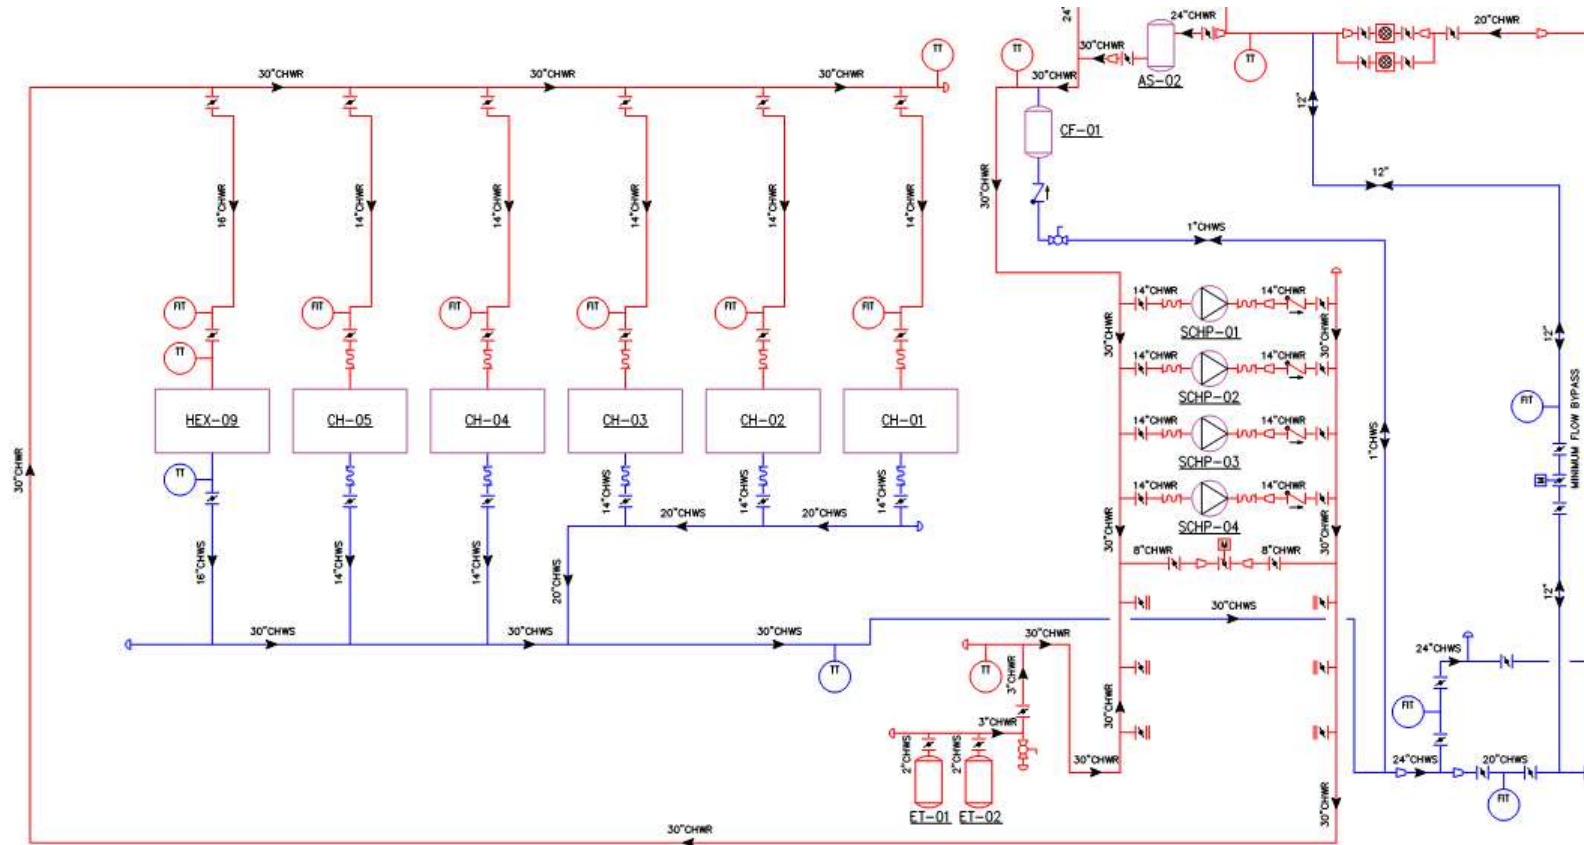 24"
24"CHWR
20"CHWR
TT
TT
30"CHWR
TT
30"CHWR
30"CHWR
30"CHWR
30"CHWR
AS-02
12"
CF-01
12"
30"CHWR
16"CHWR
14"CHWR
14"CHWR
14"CHWR
14"CHWR
14"CHWR
1"CHWS
FIT
FIT
FIT
FIT
FIT
FIT
14"CHWR
14"CHWR
SCHP-01
30"CHWR
30"CHWR
12"
TT
14"CHWR
14"CHWR
SCHP-02
HEX-09
CH-05
CH-04
CH-03
CH-02
CH-01
FIT
MINIMUM FLOW BYPASS
14"CHWR
14"CHWR
SCHP-03
1"CHWS
30"CHWR
TT
14"CHWS
14"CHWS
14"CHWS
14"CHWR
14"CHWR
SCHP-04
M
20"CHWS
20"CHWS
30"CHWR
30"CHWR
M
8"CHWR
8"CHWR
16"CHWS
14"CHWS
14"CHWS
20"CHWS
12"
30"CHWS
30"CHWS
30"CHWS
30"CHWS
30"CHWR
24"CHWS
TT
TT
3"CHWR
30"CHWR
FIT
3"CHWR
2"CHWS
2"CHWS
30"CHWR
24"CHWS
20"CHWS
FIT
ET-01
ET-02
30"CHWR
30"CHWR